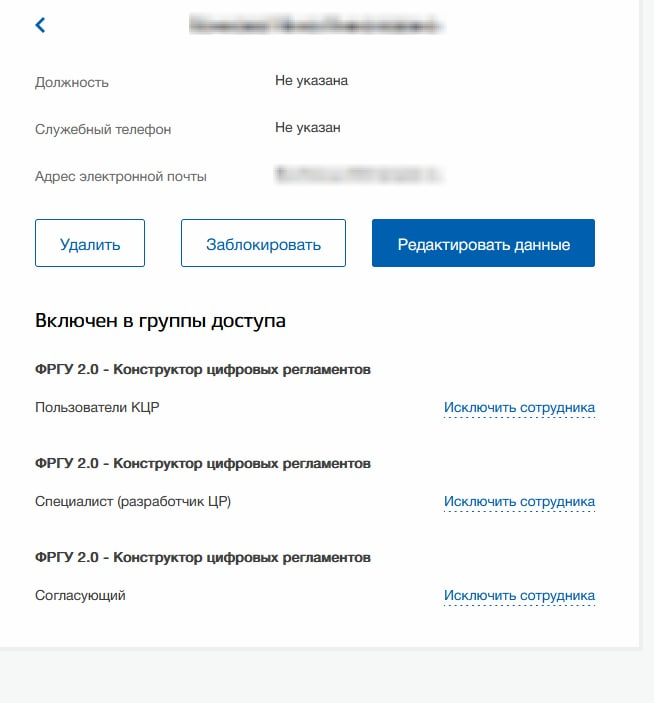 Должность Не указана
Служебный телефон Не указан
Адрес электронной почты
Удалить Заблокировать Редактировать данные
Включен в группы доступа
ФРГУ 2.0 - Конструктор цифровых регламентов
Пользователи КЦР Исключить сотрудника
ФРГУ 2.0 - Конструктор цифровых регламентов
Специалист (разработчик ЦР) Исключить сотрудника
ФРГУ 2.0 - Конструктор цифровых регламентов
Согласующий Исключить сотрудника